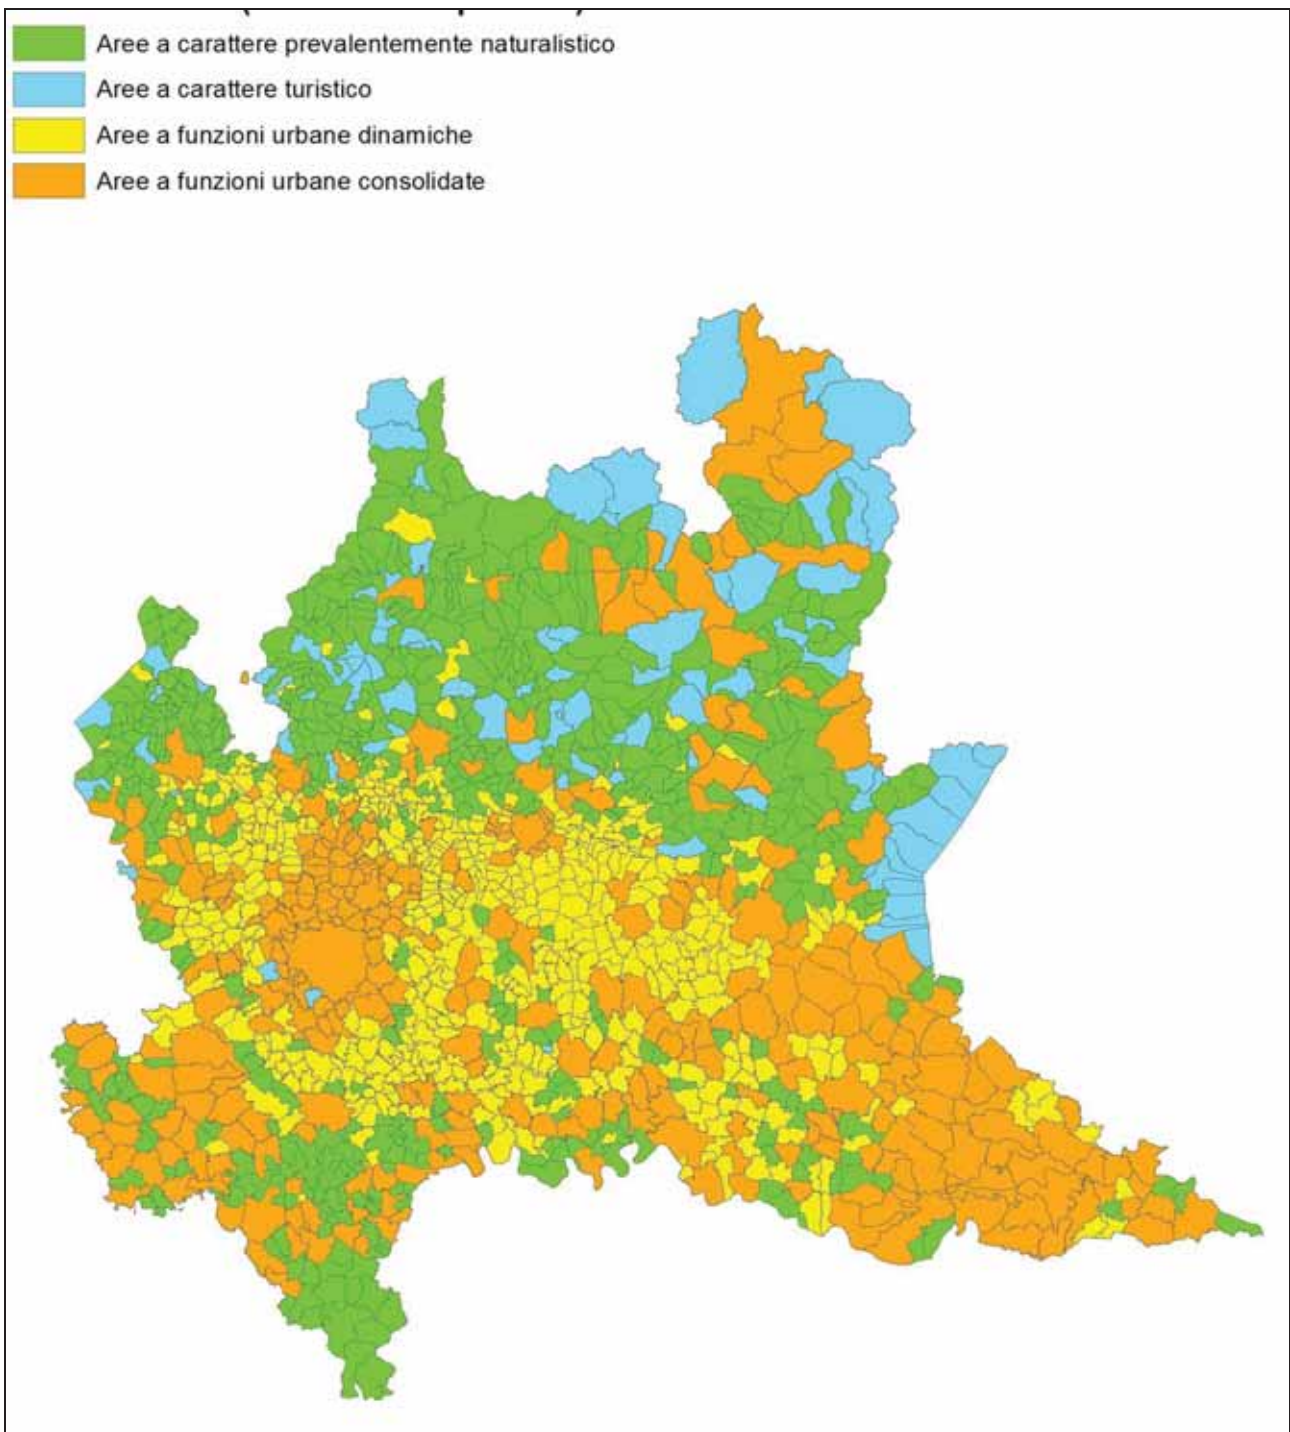 Aree a carattere prevalentemente naturalistico
Aree a carattere turistico
Aree a funzioni urbane dinamiche
Aree a funzioni urbane consolidate